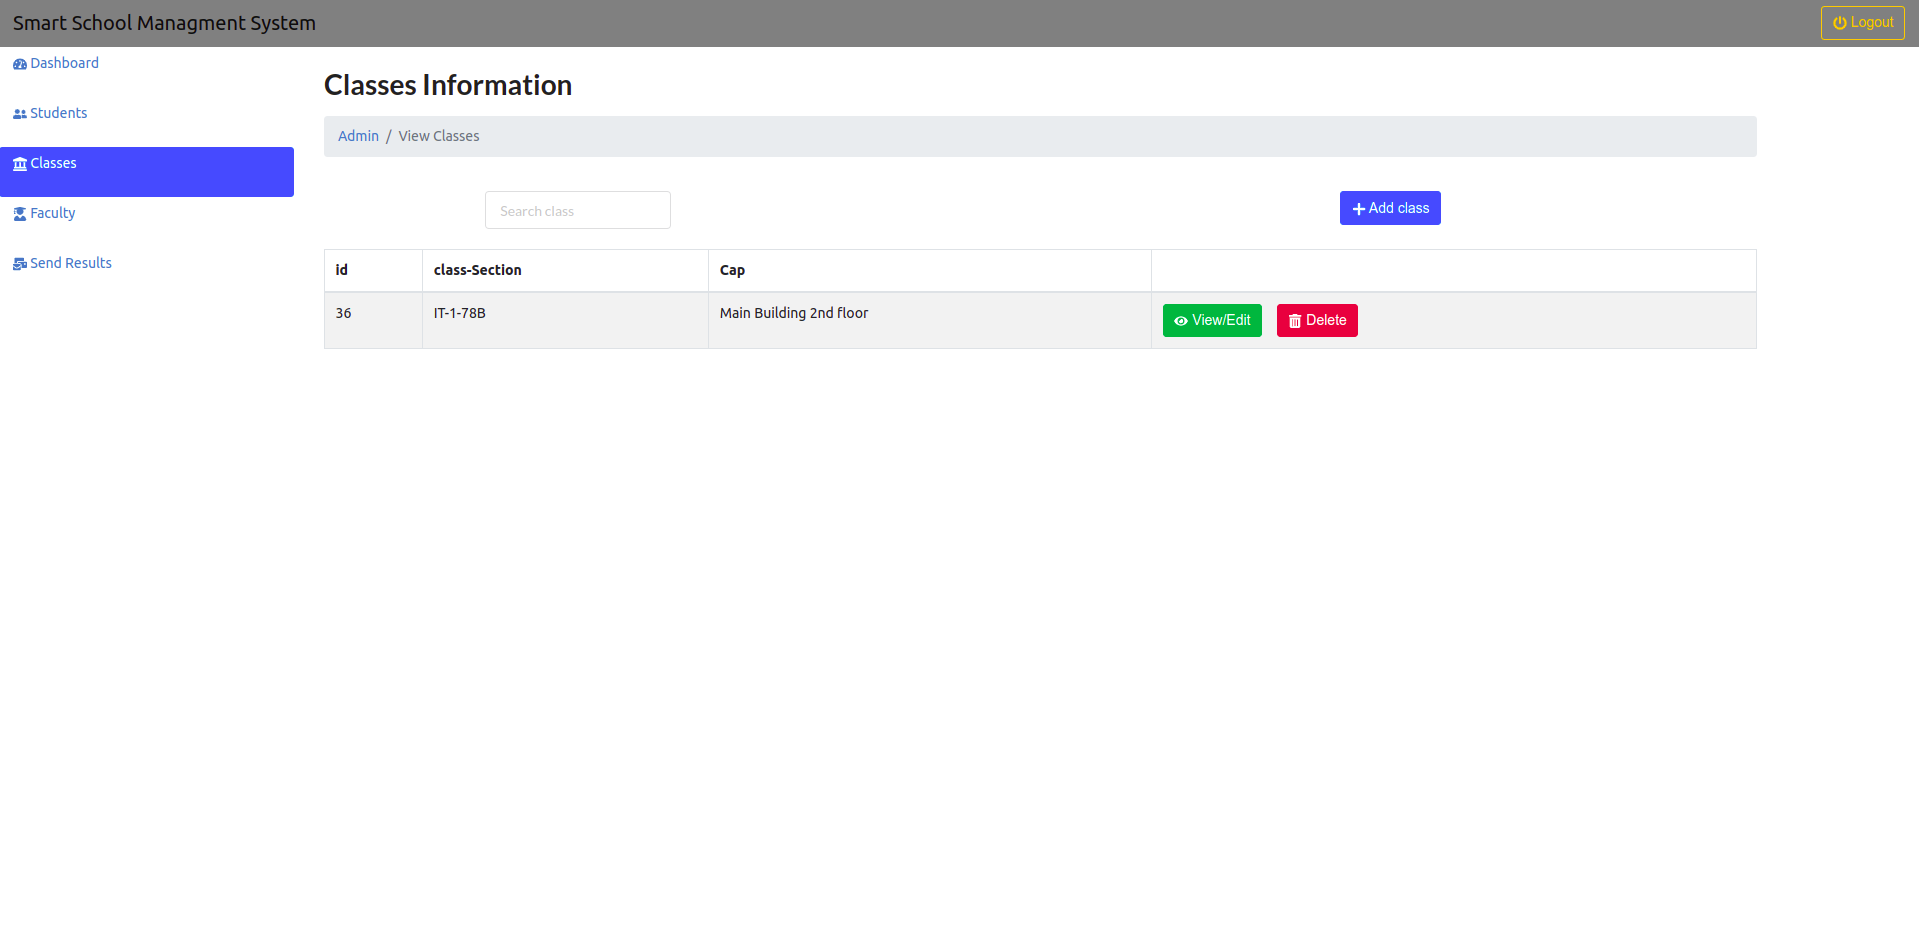 Smart School Managment System
Logout
Dashboard
Students
Classes
Faculty
Send Results
Classes Information
Admin / View Classes
Search class
Add class
id class-Section Cap
36 IT-1-78B Main Building 2nd floor View/Edit Delete